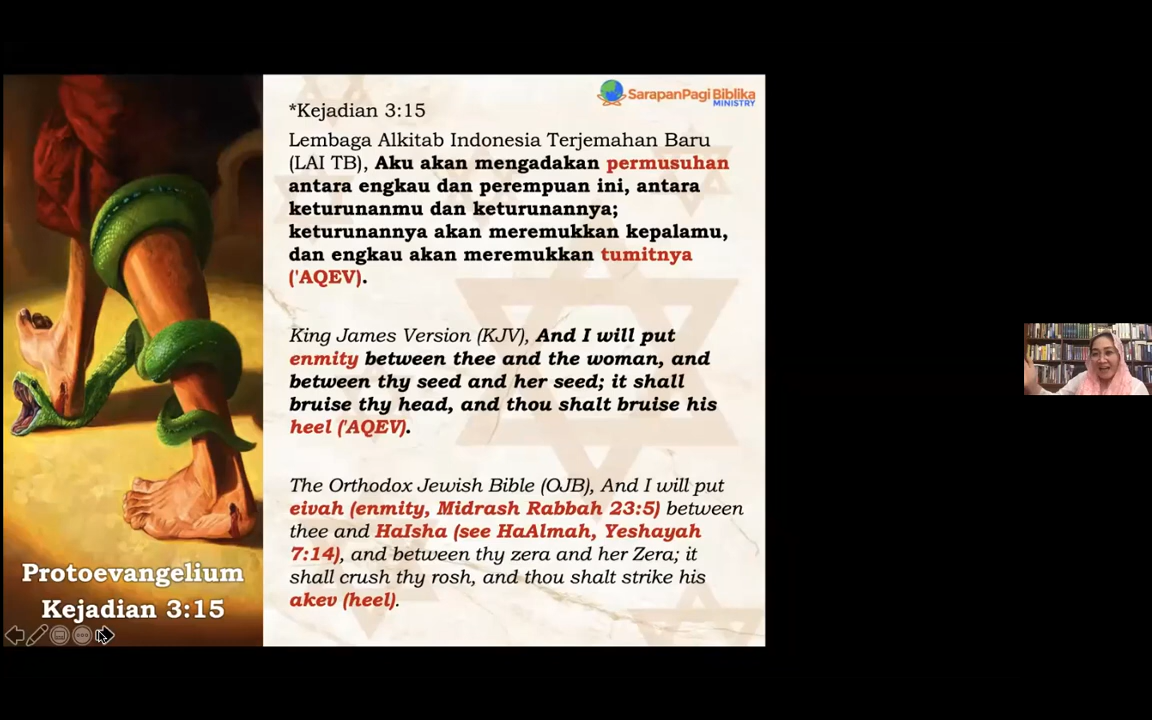 SarapanPagi Biblika
MINISTRY
*Kejadian 3:15
Lembaga Alkitab Indonesia Terjemahan Baru
(LAI TB), Aku akan mengadakan permusuhan
antara engkau dan perempuan ini, antara
keturunanmu dan keturunannya;
keturunannya akan meremukkan kepalamu,
dan engkau akan meremukkan tumitnya
('AQEV).
King James Version (KJV), And I will put
enmity between thee and the woman, and
between thy seed and her seed; it shall
bruise thy head, and thou shalt bruise his
heel ('AQEV).
The Orthodox Jewish Bible (OJB), And I will put
eivah (enmity, Midrash Rabbah 23:5) between
thee and HaIsha (see HaAlmah, Yeshayah
7:14), and between thy zera and her Zera; it
shall crush thy rosh, and thou shalt strike his
akev (heel).
Protoevangelium
Kejadian 3:15